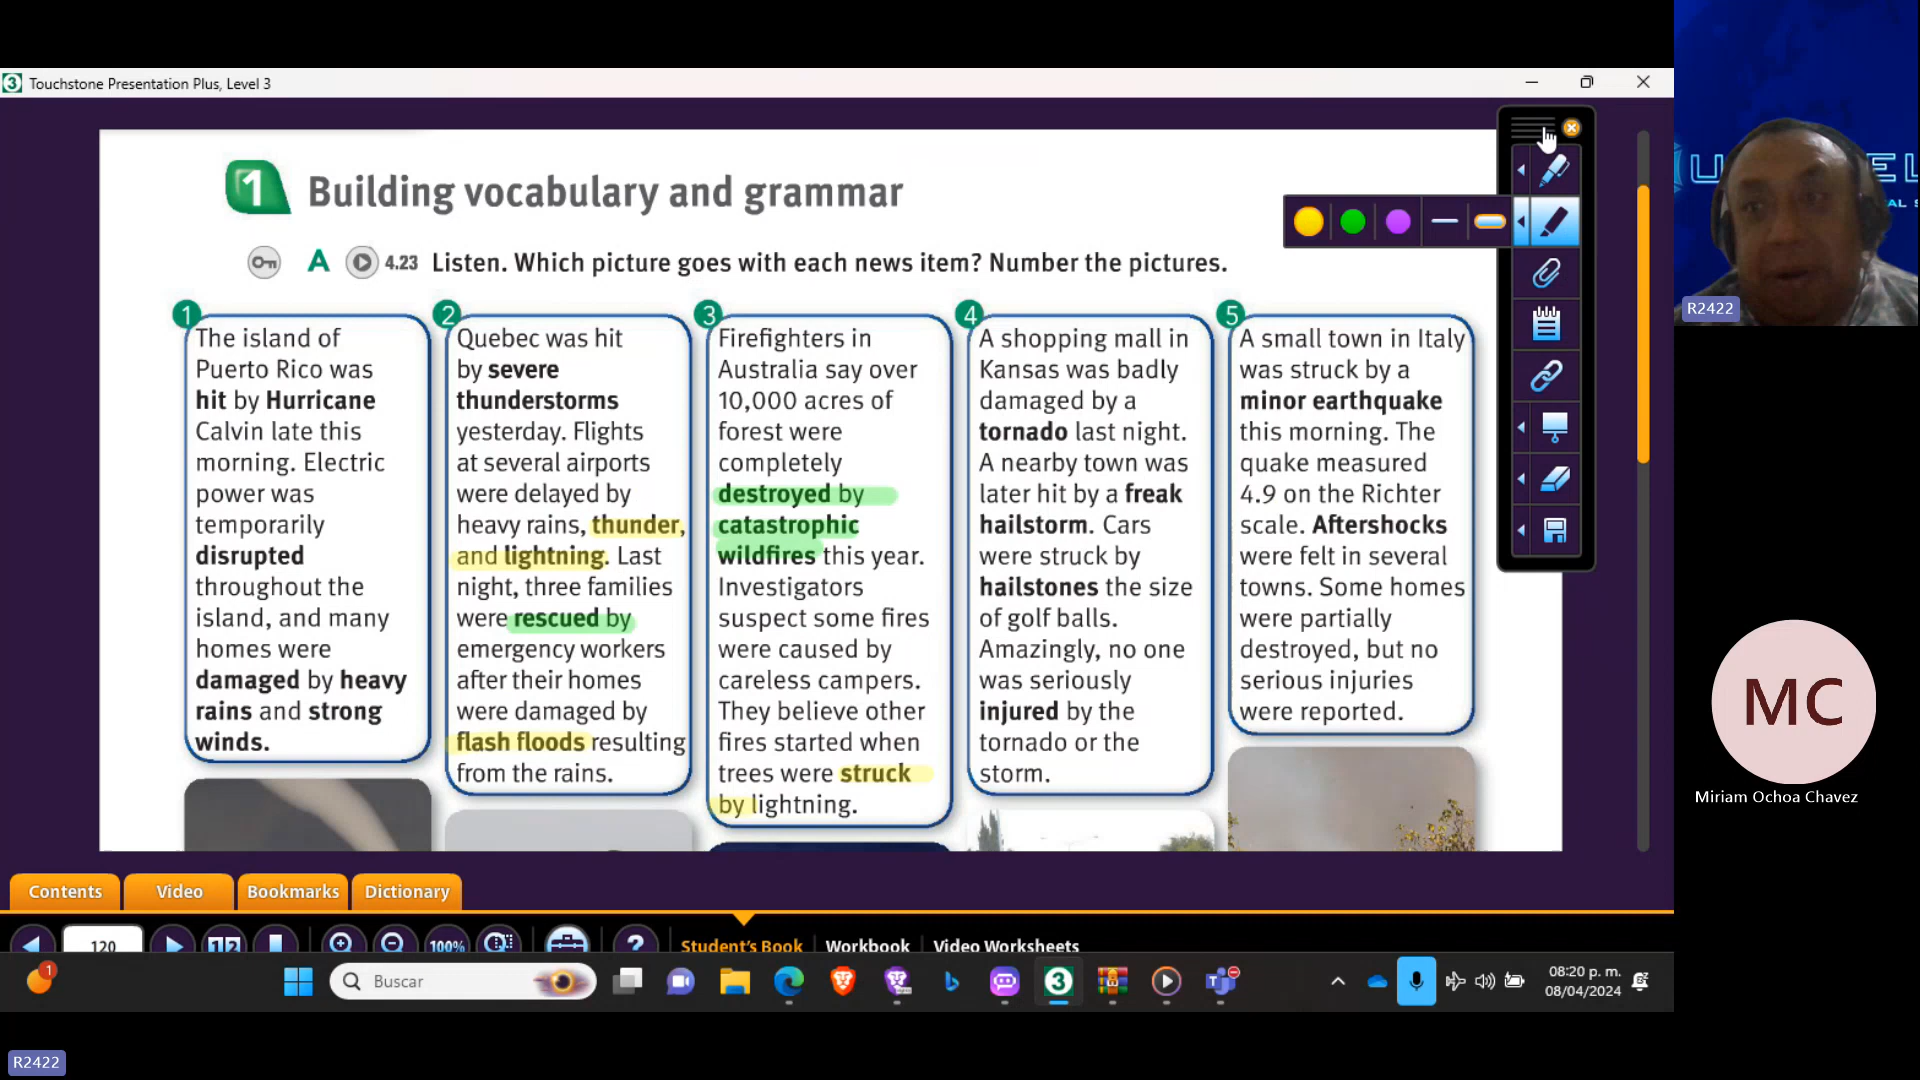 Touchstone Presentation Plus, Level 3
1 Building vocabulary and grammar
A 4.23 Listen. Which picture goes with each news item? Number the pictures.
1
The island of
Puerto Rico was
hit by Hurricane
Calvin late this
morning. Electric
power was
temporarily
disrupted
throughout the
island, and many
homes were
damaged by heavy
rains and strong
winds.
2
Quebec was hit
by severe
thunderstorms
yesterday. Flights
at several airports
were delayed by
heavy rains, thunder,
and lightning. Last
night, three families
were rescued by
emergency workers
after their homes
were damaged by
flash floods resulting
from the rains.
3
Firefighters in
Australia say over
10,000 acres of
forest were
completely
destroyed by
catastrophic
wildfires this year.
Investigators
suspect some fires
were caused by
careless campers.
They believe other
fires started when
trees were struck
by lightning.
4
A shopping mall in
Kansas was badly
damaged by a
tornado last night.
A nearby town was
later hit by a freak
hailstorm. Cars
were struck by
hailstones the size
of golf balls.
Amazingly, no one
was seriously
injured by the
tornado or the
storm.
5
A small town in Italy
was struck by a
minor earthquake
this morning. The
quake measured
4.9 on the Richter
scale. Aftershocks
were felt in several
towns. Some homes
were partially
destroyed, but no
serious injuries
were reported.
Contents Video Bookmarks Dictionary
120 12 100% ? Student's Book Workbook Video Worksheets
1 Buscar 3 08:20 p. m.
08/04/2024
R2422
MC
Miriam Ochoa Chavez
R2422